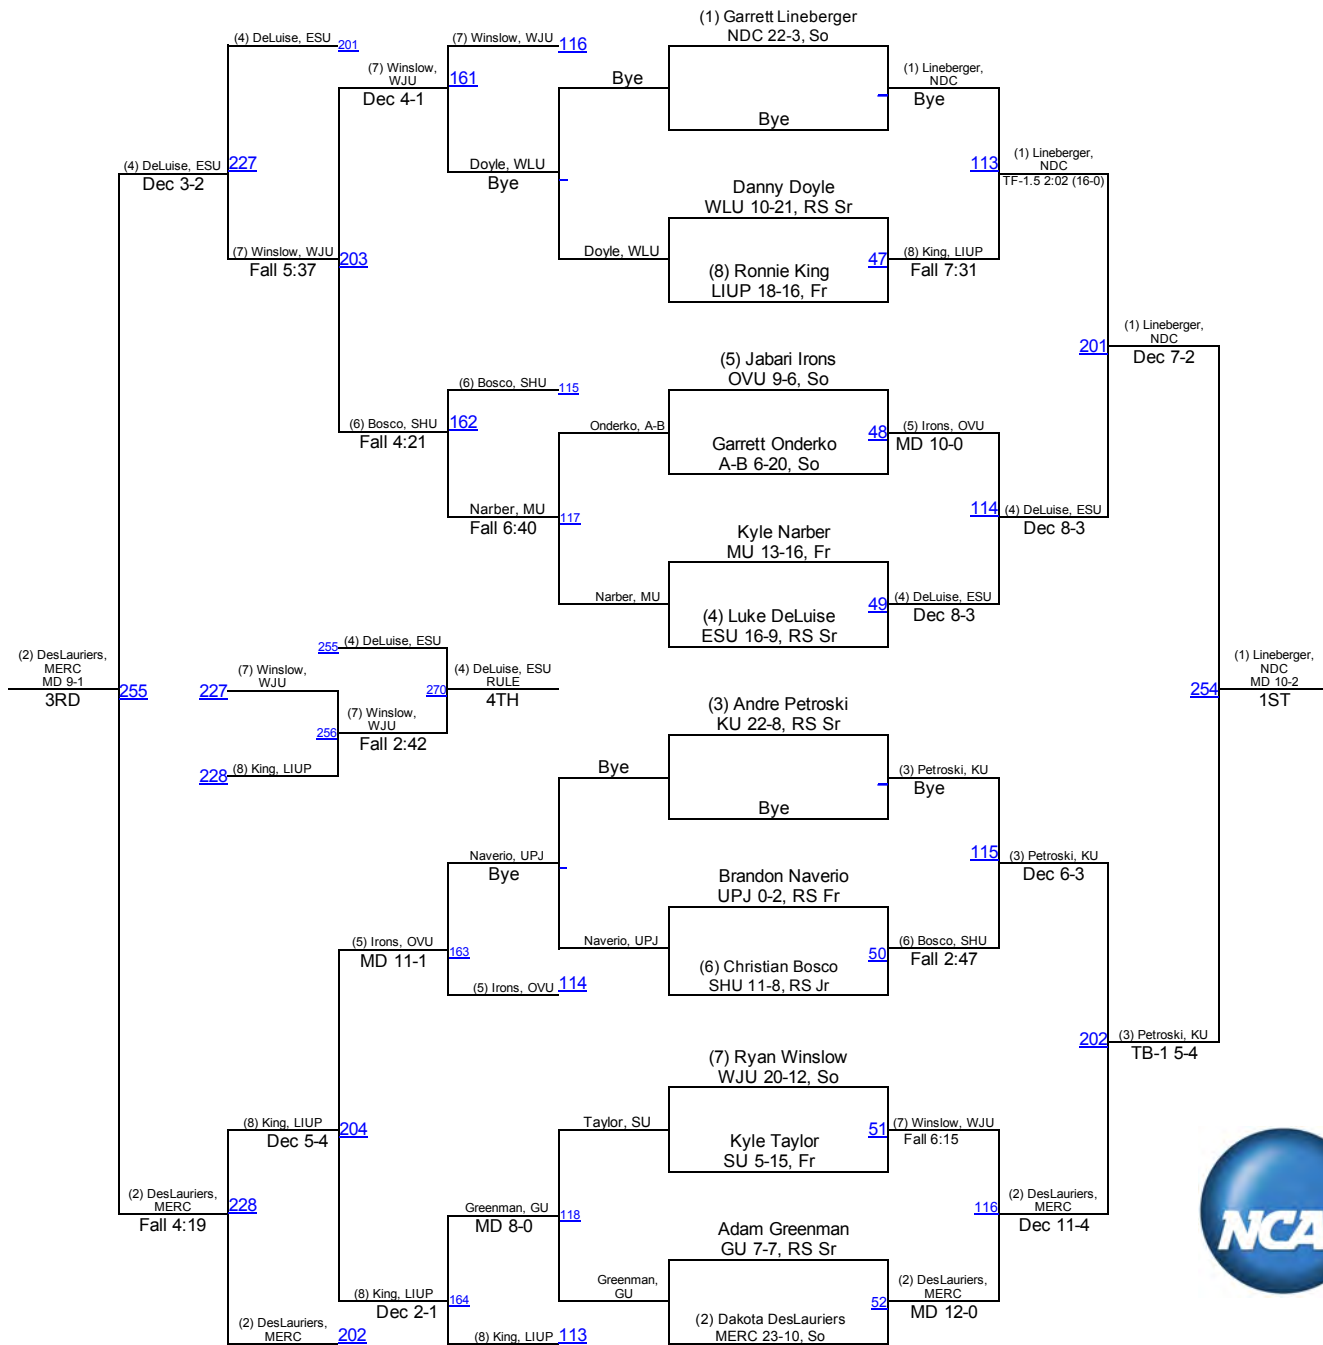 (1) Garrett Lineberger
NDC 22-3, So
Bye
Danny Doyle
WLU 10-21, RS Sr
47
(8) Ronnie King
LIUP 18-16, Fr
(5) Jabari Irons
OVU 9-6, So
48
Garrett Onderko
A-B 6-20, So
Kyle Narber
MU 13-16, Fr
49
(4) Luke DeLuise
ESU 16-9, RS Sr
(3) Andre Petroski
KU 22-8, RS Sr
Bye
Brandon Naverio
UPJ 0-2, RS Fr
50
(6) Christian Bosco
SHU 11-8, RS Jr
(7) Ryan Winslow
WJU 20-12, So
51
Kyle Taylor
SU 5-15, Fr
Adam Greenman
GU 7-7, RS Sr
52
(2) Dakota DesLauriers
MERC 23-10, So
(1) Lineberger,
NDC
Bye
113
(8) King, LIUP
Fall 7:31
(5) Irons, OVU
MD 10-0
114
(4) DeLuise, ESU
Dec 8-3
(3) Petroski, KU
Bye
115
(6) Bosco, SHU
Fall 2:47
(7) Winslow, WJU
Fall 6:15
116
(2) DesLauriers,
MERC
MD 12-0
(1) Lineberger,
NDC
TF-1.5 2:02 (16-0)
201
(4) DeLuise, ESU
Dec 8-3
(3) Petroski, KU
Dec 6-3
202
(2) DesLauriers,
MERC
Dec 11-4
(1) Lineberger,
NDC
Dec 7-2
254
(3) Petroski, KU
TB-1 5-4
(1) Lineberger,
NDC
MD 10-2
1ST
Bye
Doyle, WLU
Onderko, A-B
117
Narber, MU
Bye
Naverio, UPJ
Taylor, SU
118
Greenman,
GU
(7) Winslow, WJU 116
161
Doyle, WLU
Bye
(6) Bosco, SHU 115
162
Narber, MU
Fall 6:40
Naverio, UPJ
Bye
163
(5) Irons, OVU 114
Greenman, GU
MD 8-0
164
(8) King, LIUP 113
(7) Winslow,
WJU
Dec 4-1
203
(6) Bosco, SHU
Fall 4:21
(5) Irons, OVU
MD 11-1
204
(8) King, LIUP
Dec 2-1
(4) DeLuise, ESU 201
227
(7) Winslow, WJU
Fall 5:37
(8) King, LIUP
Dec 5-4
228
(2) DesLauriers,
MERC
202
(4) DeLuise, ESU
Dec 3-2
255
(2) DesLauriers,
MERC
Fall 4:19
(2) DesLauriers,
MERC
MD 9-1
3RD
255 (4) DeLuise, ESU
(7) Winslow,
WJU
227
256
228 (8) King, LIUP
270
(7) Winslow,
WJU
Fall 2:42
(4) DeLuise, ESU
RULE
4TH